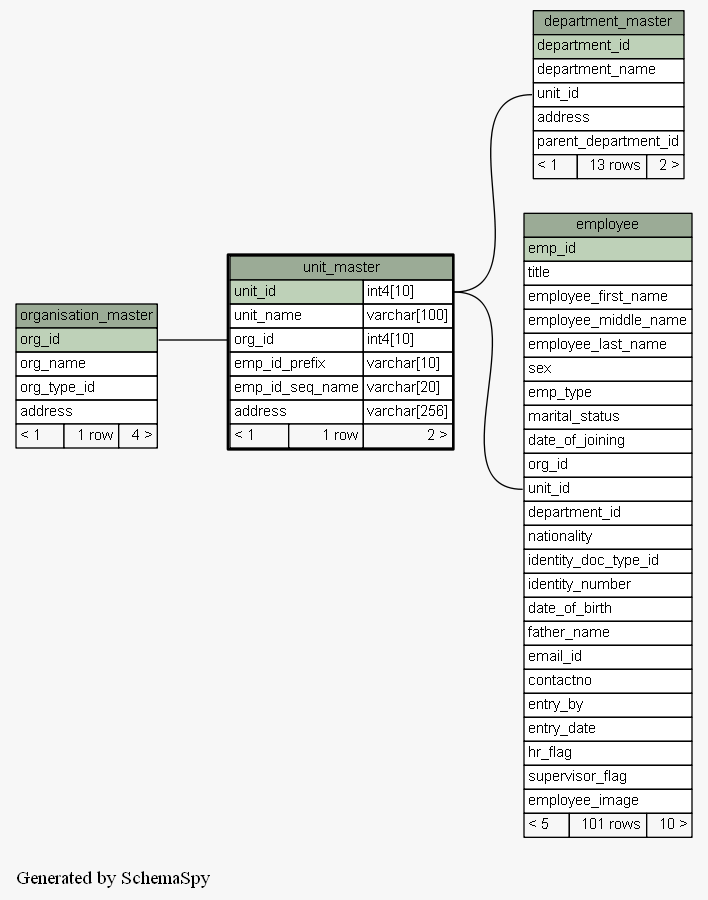 department_master
department_id
department_name
unit_id
address
parent_department_id
< 1 13 rows 2 >
employee
emp_id
title
employee_first_name
employee_middle_name
employee_last_name
sex
emp_type
marital_status
date_of_joining
org_id
unit_id
department_id
nationality
identity_doc_type_id
identity_number
date_of_birth
father_name
email_id
contactno
entry_by
entry_date
hr_flag
supervisor_flag
employee_image
< 5 101 rows 10 >
unit_master
unit_id int4[10]
unit_name varchar[100]
org_id int4[10]
emp_id_prefix varchar[10]
emp_id_seq_name varchar[20]
address varchar[256]
< 1 1 row 2 >
organisation_master
org_id
org_name
org_type_id
address
< 1 1 row 4 >
Generated by SchemaSpy